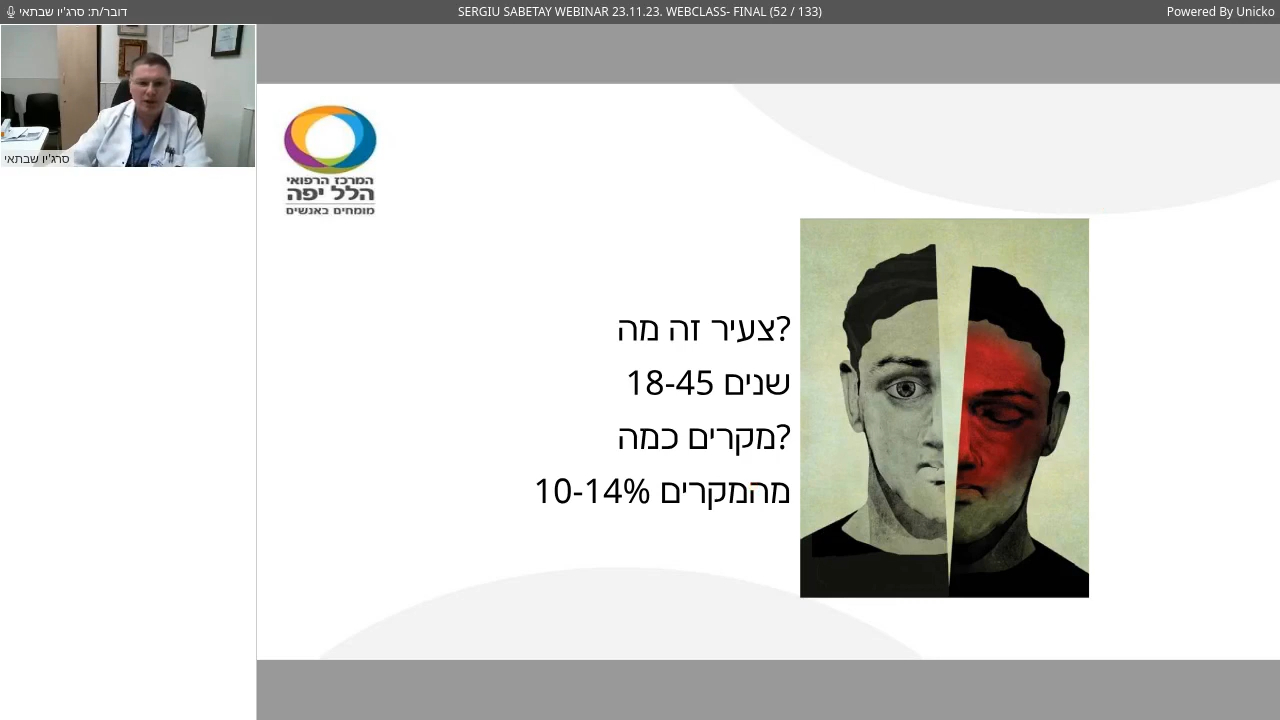 דובר/ת: סרג'יו שבתאי
SERGIU SABETAY WEBINAR 23.11.23. WEBCLASS- FINAL (52 / 133)
Powered By Unicko
סרג'יו שבתאי
המרכז הרפואי
הלל יפה
מומחים באנשים
?צעיר זה מה
שנים 18-45
?מקרים כמה
מהמקרים 10-14%